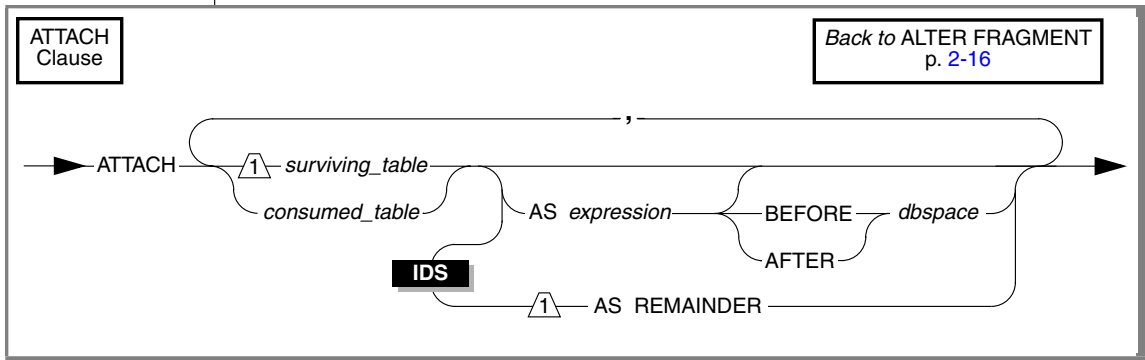 ATTACH
Clause
Back to ALTER FRAGMENT
p. 2-16
,
ATTACH 1 surviving_table
consumed_table AS expression BEFORE dbspace
AFTER
IDS
1 AS REMAINDER